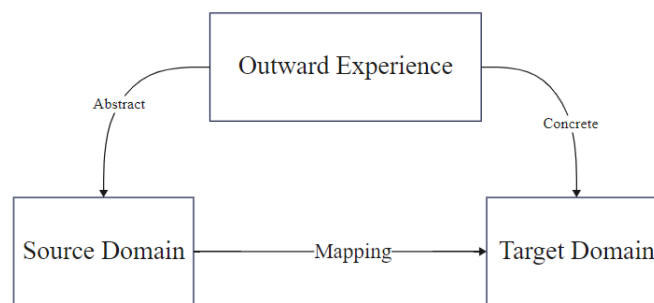 Outward Experience
Abstract
Concrete
Source Domain
Mapping
Target Domain